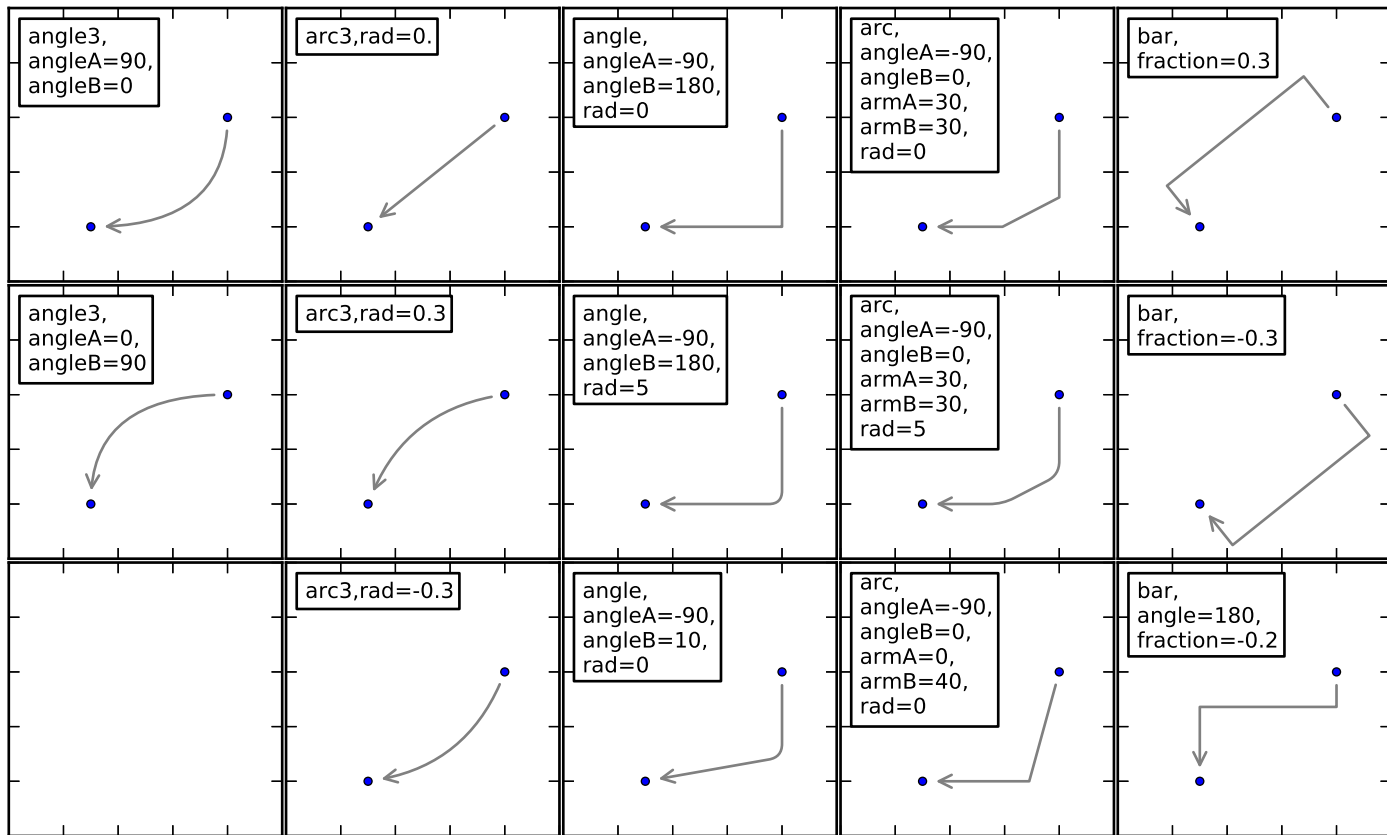 angle3,
angleA=90,
angleB=0
arc3,rad=0.
angle,
angleA=-90,
angleB=180,
rad=0
arc,
angleA=-90,
angleB=0,
armA=30,
armB=30,
rad=0
bar,
fraction=0.3
angle3,
angleA=0,
angleB=90
arc3,rad=0.3
angle,
angleA=-90,
angleB=180,
rad=5
arc,
angleA=-90,
angleB=0,
armA=30,
armB=30,
rad=5
bar,
fraction=-0.3
arc3,rad=-0.3
angle,
angleA=-90,
angleB=10,
rad=0
arc,
angleA=-90,
angleB=0,
armA=0,
armB=40,
rad=0
bar,
angle=180,
fraction=-0.2